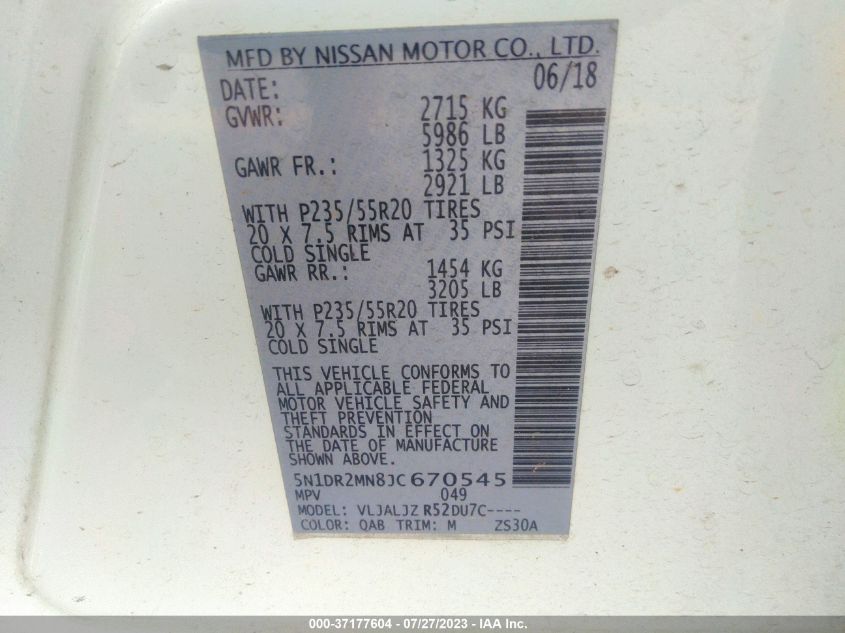 MFD BY NISSAN MOTOR CO., LTD.
DATE: 06/18
GVWR: 2715 KG
5986 LB
GAWR FR.: 1325 KG
2921 LB
WITH P235/55R20 TIRES
20 X 7.5 RIMS AT 35 PSI
COLD SINGLE
GAWR RR.: 1454 KG
3205 LB
WITH P235/55R20 TIRES
20 X 7.5 RIMS AT 35 PSI
COLD SINGLE
THIS VEHICLE CONFORMS TO
ALL APPLICABLE FEDERAL
MOTOR VEHICLE SAFETY AND
THEFT PREVENTION
STANDARDS IN EFFECT ON
THE DATE OF MANUFACTURE
SHOWN ABOVE.
5N1DR2MN8JC670545
MPV 049
MODEL: VLJALJZ R52DU7C----
COLOR: QAB TRIM: M ZS30A
000-37177604 - 07/27/2023 - IAA Inc.